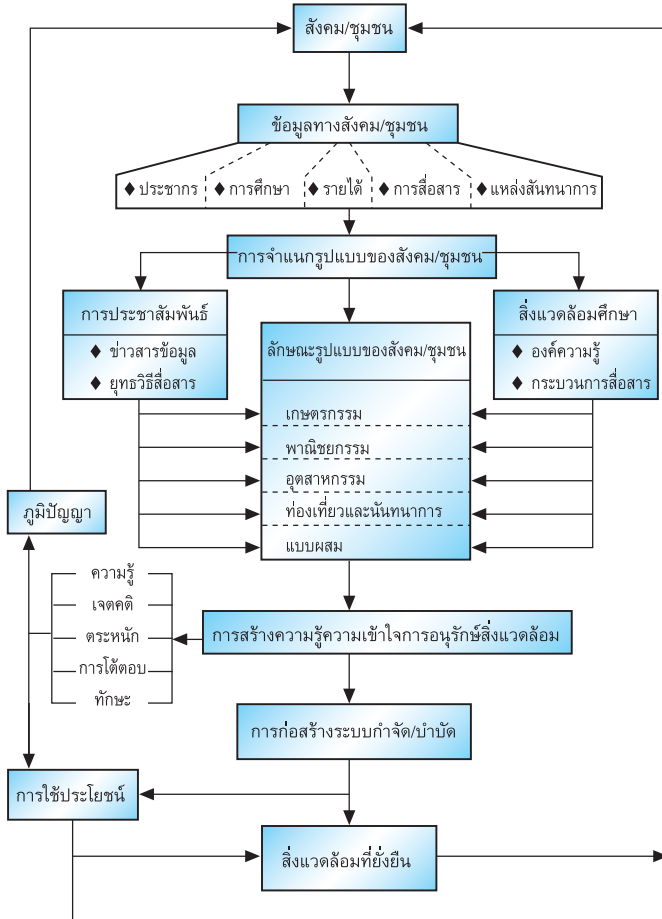 สังคม/ชุมชน
ข้อมูลทางสังคม/ชุมชน
♦ ประชากร ♦ การศึกษา ♦ รายได้ ♦ การสื่อสาร ♦ แหล่งสันทนาการ
การจำแนกรูปแบบของสังคม/ชุมชน
การประชาสัมพันธ์
♦ ข่าวสารข้อมูล
♦ ยุทธวิธีสื่อสาร
ลักษณะรูปแบบของสังคม/ชุมชน
เกษตรกรรม
พาณิชยกรรม
อุตสาหกรรม
ท่องเที่ยวและนันทนาการ
แบบผสม
สิ่งแวดล้อมศึกษา
♦ องค์ความรู้
♦ กระบวนการสื่อสาร
ภูมิปัญญา
ความรู้
เจตคติ
ตระหนัก
การโต้ตอบ
ทักษะ
การสร้างความรู้ความเข้าใจการอนุรักษ์สิ่งแวดล้อม
การก่อสร้างระบบกำจัด/บำบัด
การใช้ประโยชน์
สิ่งแวดล้อมที่ยั่งยืน